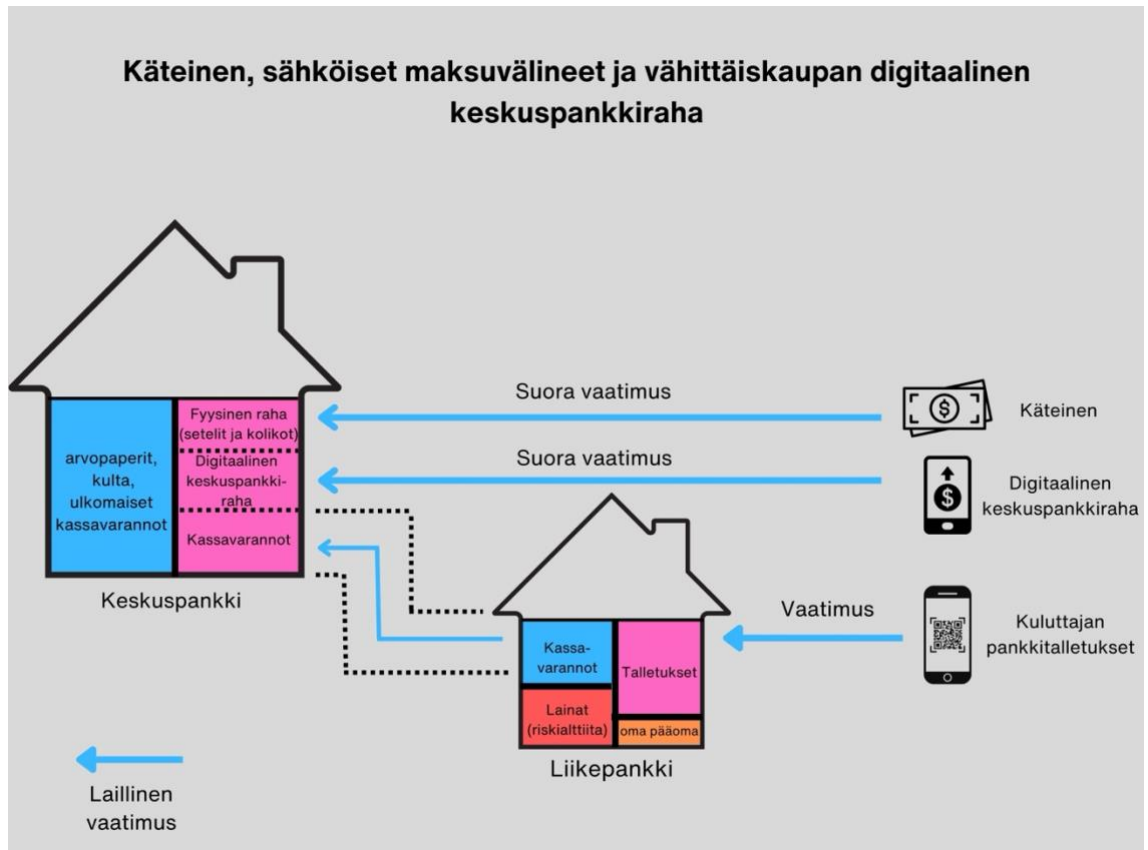 Käteinen, sähköiset maksuvälineet ja vähittäiskaupan digitaalinen
keskuspankkiraha
Suora vaatimus
Käteinen
Fyysinen raha
(setelit ja kolikot)
arvopaperit,
kulta,
ulkomaiset
kassavarannot
Digitaalinen
keskuspankki-
raha
Kassavarannot
Keskuspankki
Suora vaatimus
Digitaalinen
keskuspankkiraha
Vaatimus
Kuluttajan
pankkitalletukset
Kassa-
varannot
Talletukset
Lainat
(riskialttiita)
oma pääoma
Liikepankki
Laillinen
vaatimus